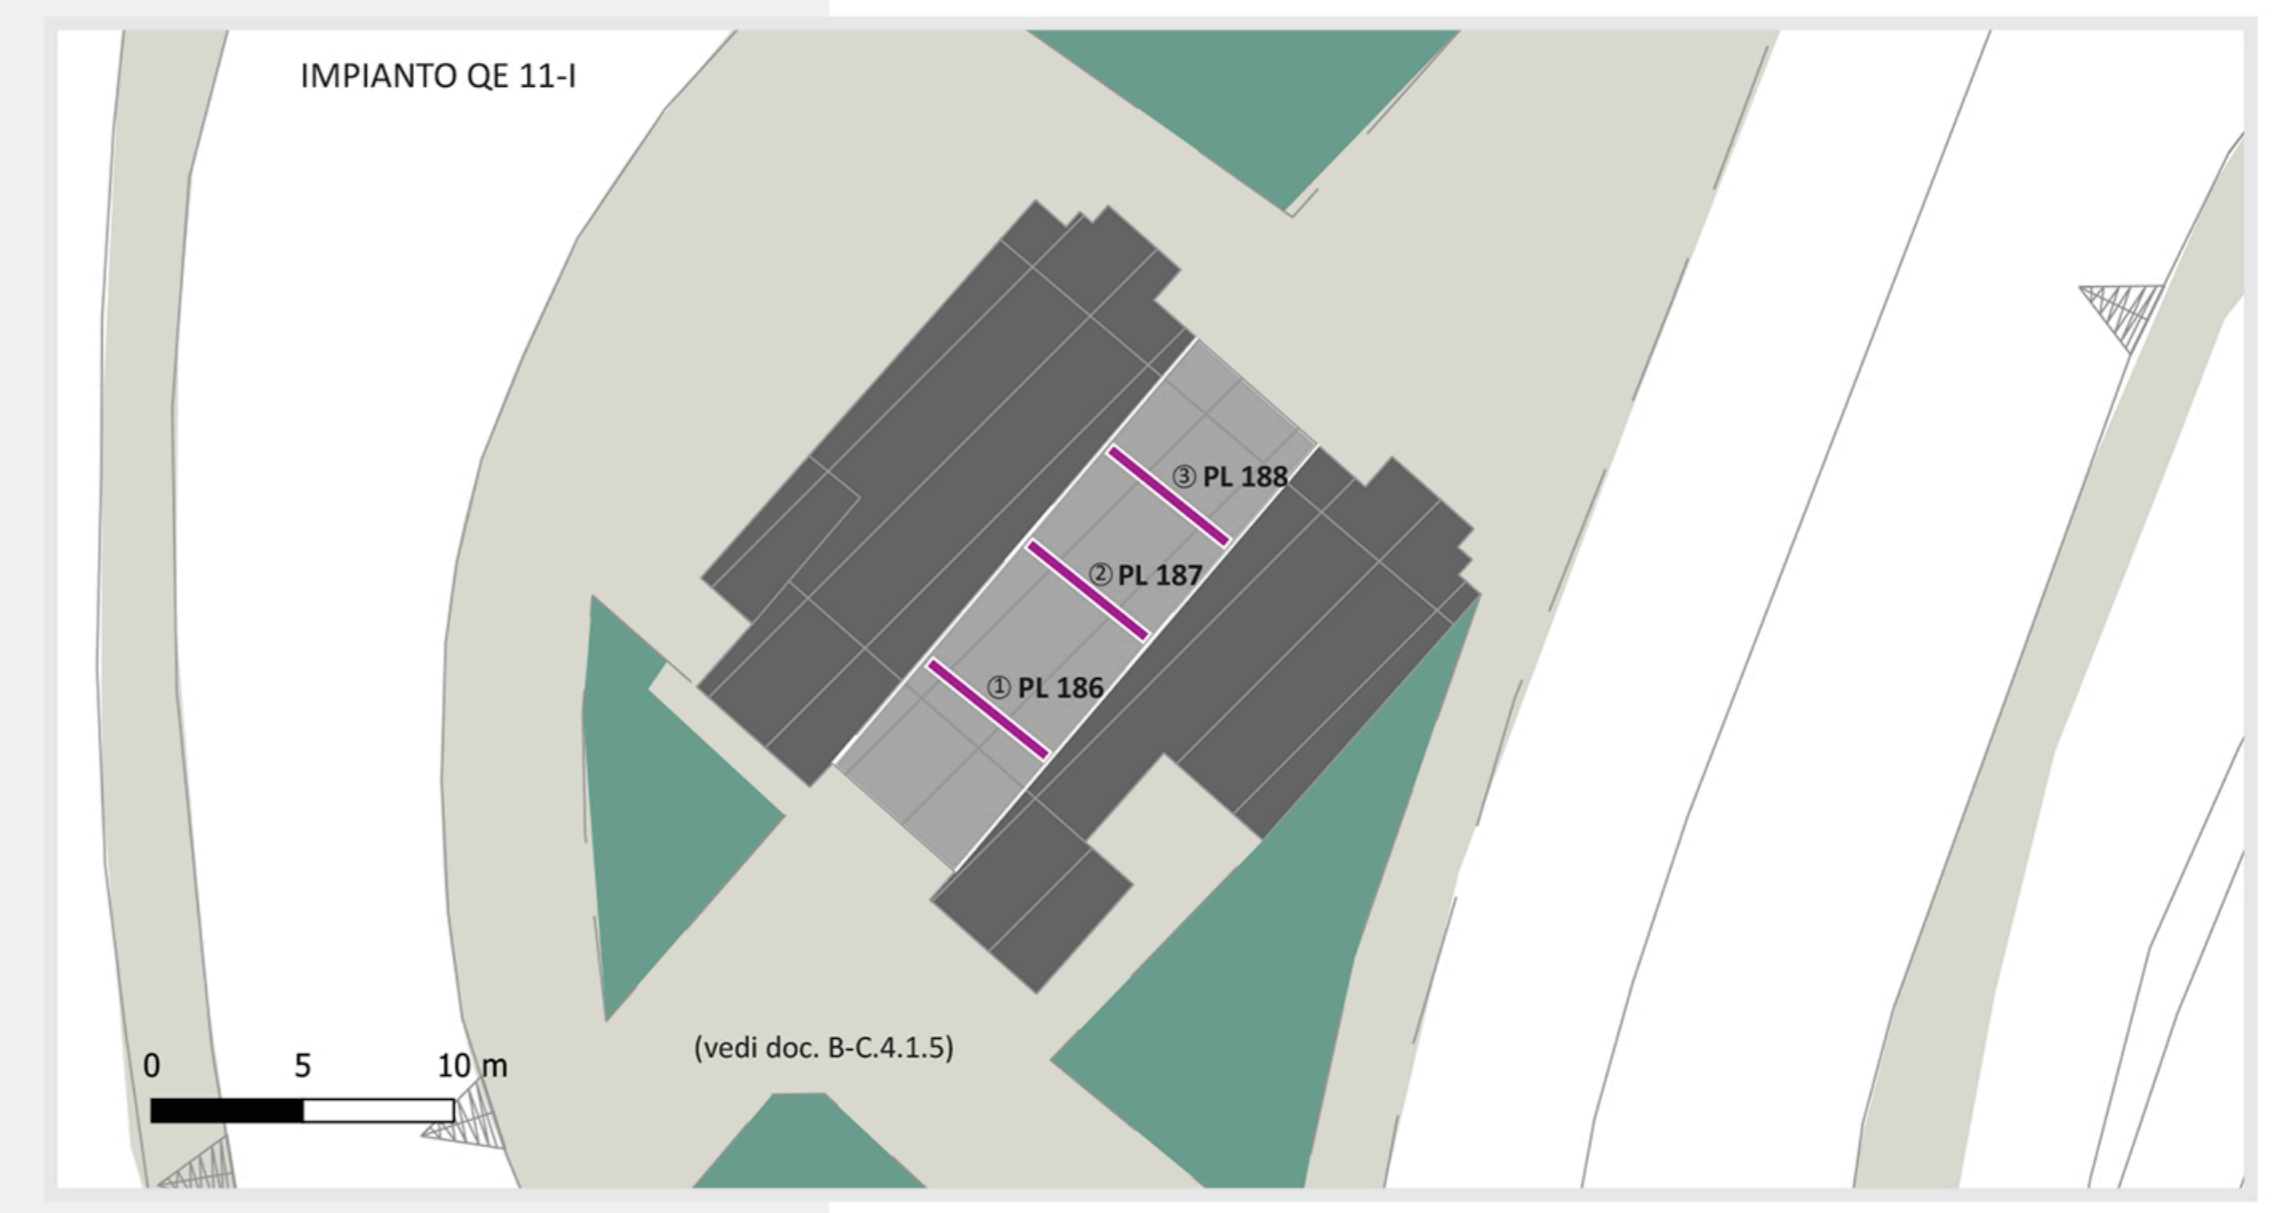 IMPIANTO QE 11-I
③ PL 188
② PL 187
① PL 186
(vedi doc. B-C.4.1.5)
0 5 10 m